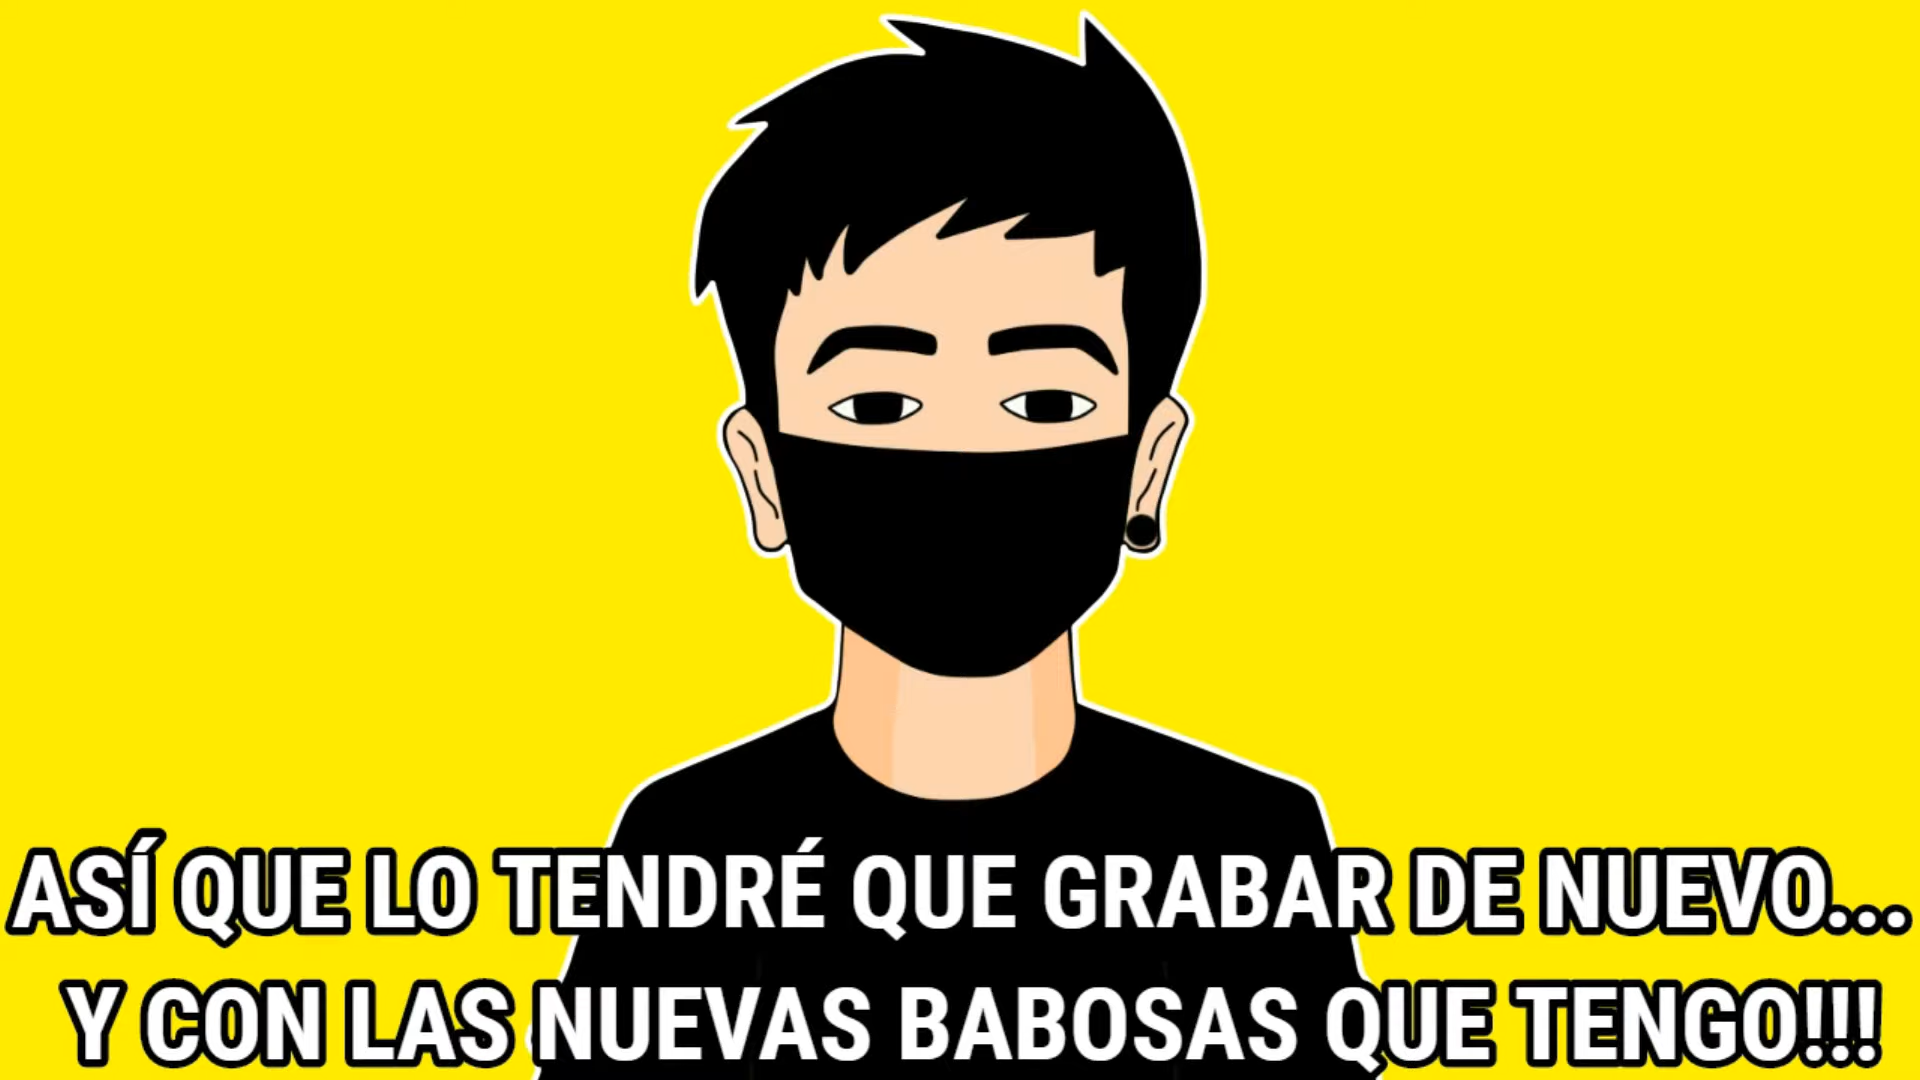 ASÍ QUE LO TENDRÉ QUE GRABAR DE NUEVO...
Y CON LAS NUEVAS BABOSAS QUE TENGO!!!